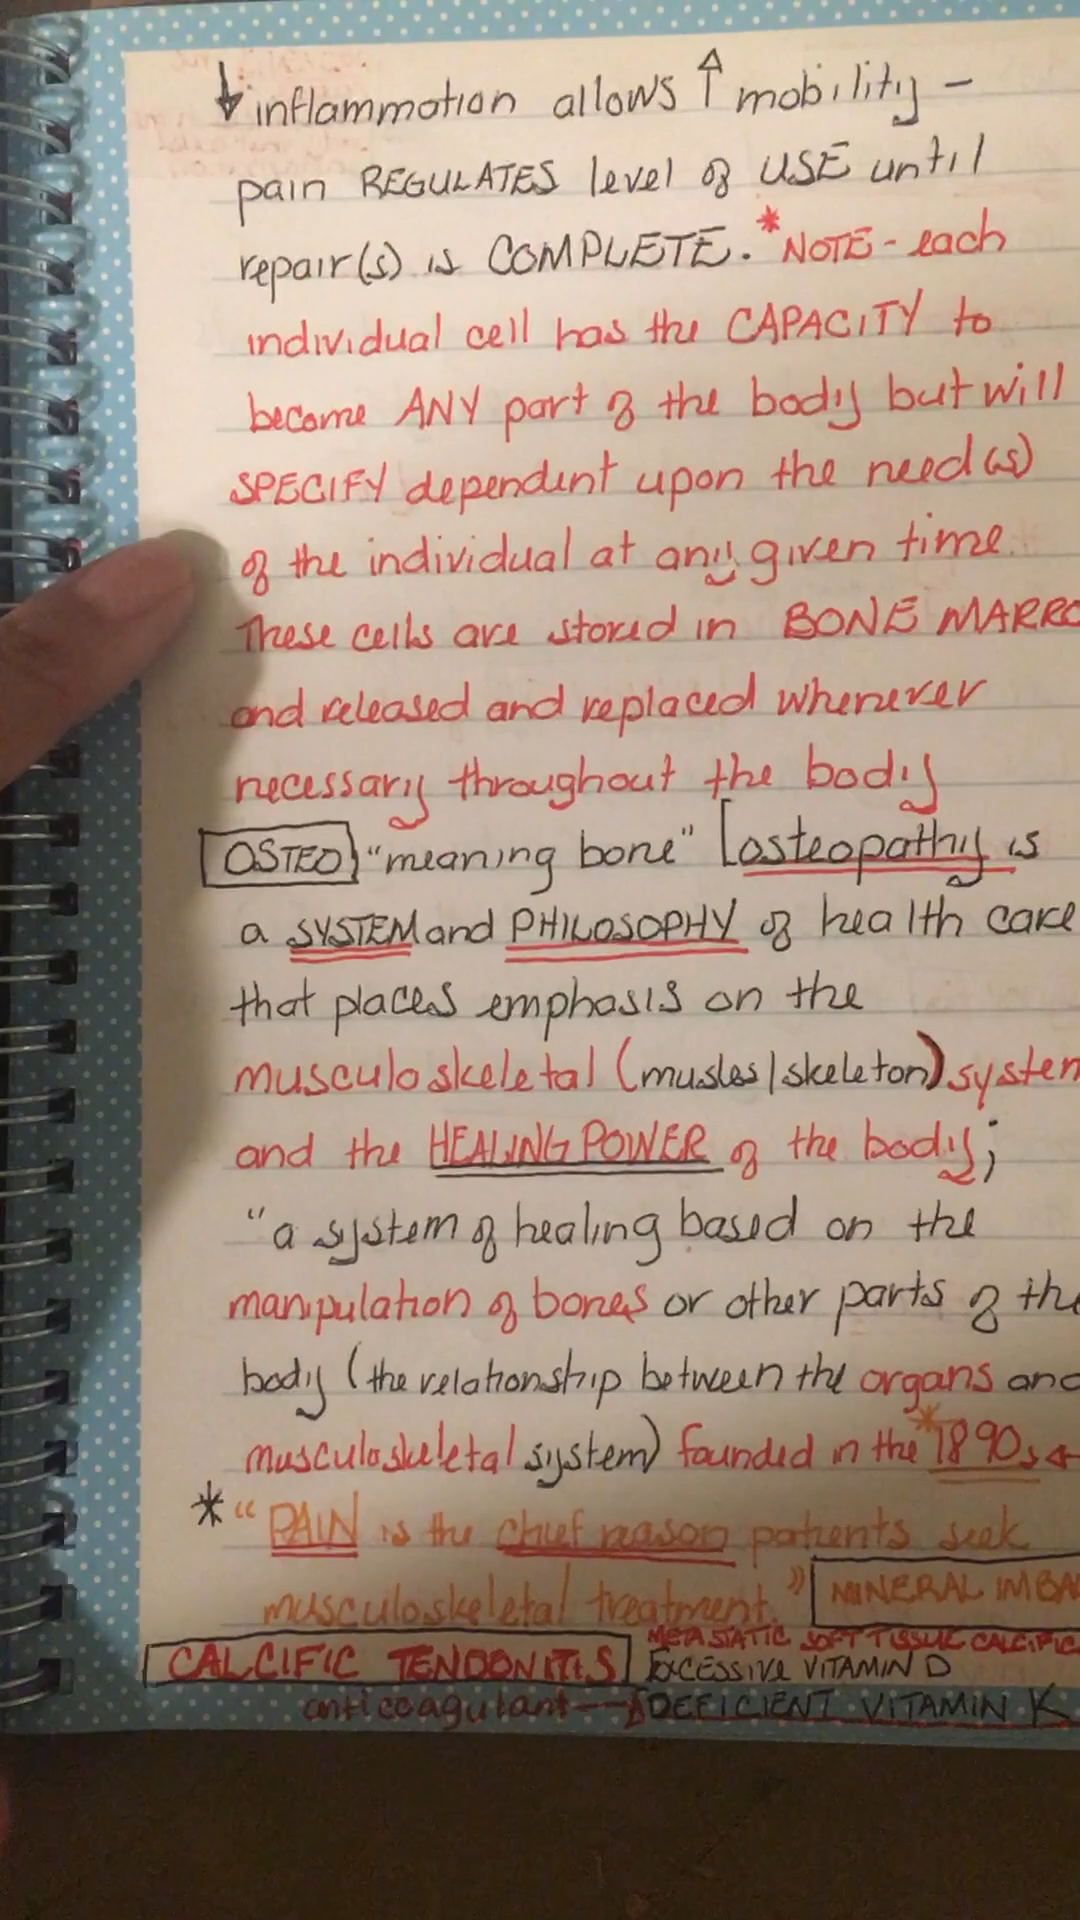 ↓ inflammation allows ↑ mobility -
pain REGULATES level of USE until
repair(s) is COMPLETE. *NOTE - each
individual cell has the CAPACITY to
become ANY part of the body but will
SPECIFY dependent upon the need(s)
of the individual at any given time.
These cells are stored in BONE MARRO
and released and replaced whenever
necessary throughout the body
OSTEO "meaning bone" [osteopathy is
a SYSTEM and PHILOSOPHY of health care
that places emphasis on the
musculoskeletal (musles/skeleton) system
and the HEALING POWER of the body;
"a system of healing based on the
manipulation of bones or other parts of the
body (the relationship between the organs and
musculoskeletal system) founded in the *1890s ←
* "PAIN is the chief reason patients seek
musculoskeletal treatment." MINERAL IMBA
METASTATIC SOFT TISSUE CALCIFIC
CALCIFIC TENDONITIS EXCESSIVE VITAMIN D
anticoagulant → DEFICIENT VITAMIN K